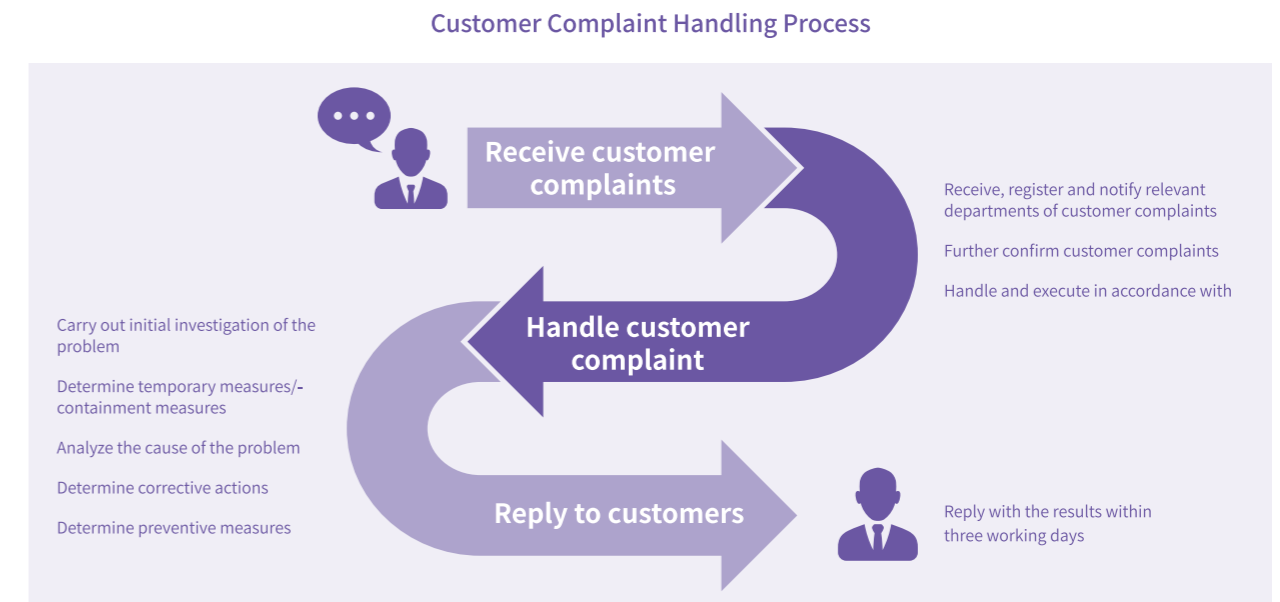 Customer Complaint Handling Process
Receive customer
complaints
Receive, register and notify relevant
departments of customer complaints
Further confirm customer complaints
Handle and execute in accordance with
Handle customer
complaint
Carry out initial investigation of the
problem
Determine temporary measures/-
containment measures
Analyze the cause of the problem
Determine corrective actions
Determine preventive measures
Reply to customers
Reply with the results within
three working days